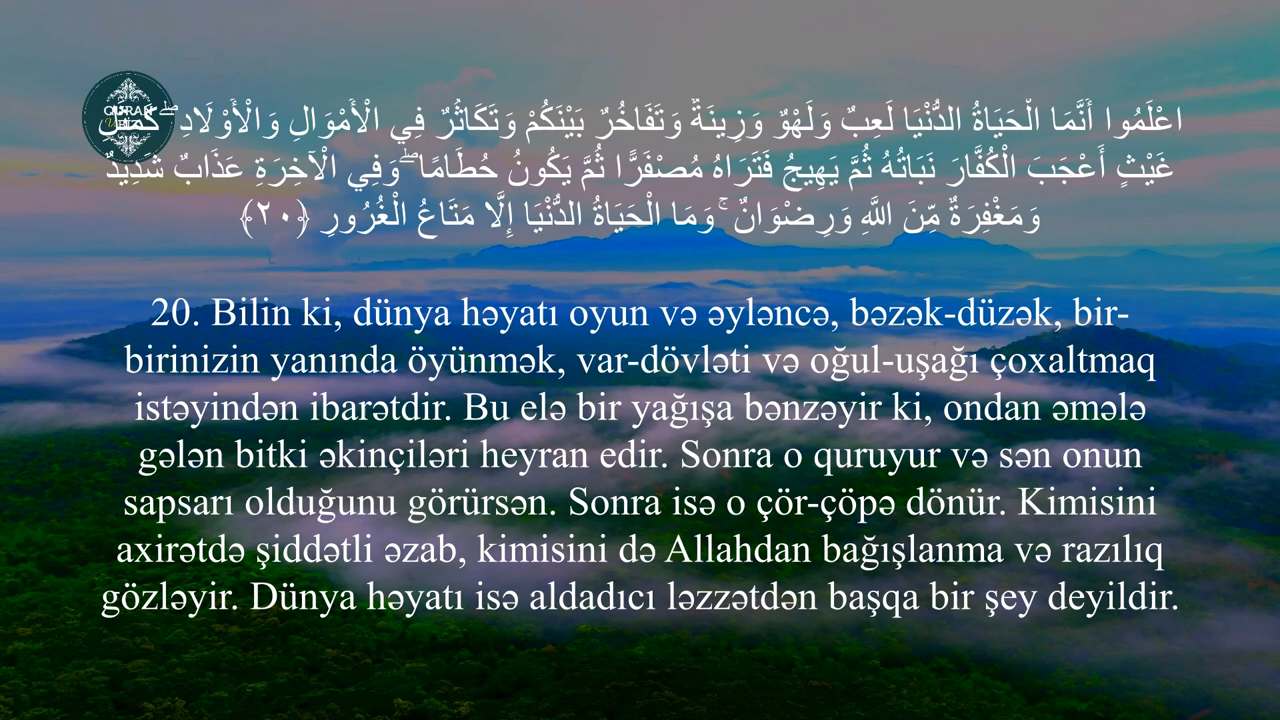 QURAN
اعْلَمُوا أَنَّمَا الْحَيَاةُ الدُّنْيَا لَعِبٌ وَلَهْوٌ وَزِينَةٌ وَتَفَاخُرٌ بَيْنَكُمْ وَتَكَاثُرٌ فِي الْأَمْوَالِ وَالْأَوْلَادِ ۖ كَمَثَلِ
غَيْثٍ أَعْجَبَ الْكُفَّارَ نَبَاتُهُ ثُمَّ يَهِيجُ فَتَرَاهُ مُصْفَرًّا ثُمَّ يَكُونُ حُطَامًا ۖ وَفِي الْآخِرَةِ عَذَابٌ شَدِيدٌ
وَمَغْفِرَةٌ مِّنَ اللَّهِ وَرِضْوَانٌ ۚ وَمَا الْحَيَاةُ الدُّنْيَا إِلَّا مَتَاعُ الْغُرُورِ ﴿٢٠﴾
20. Bilin ki, dünya həyatı oyun və əyləncə, bəzək-düzək, bir-
birinizin yanında öyünmək, var-dövləti və oğul-uşağı çoxaltmaq
istəyindən ibarətdir. Bu elə bir yağışa bənzəyir ki, ondan əmələ
gələn bitki əkinçiləri heyran edir. Sonra o quruyur və sən onun
sapsarı olduğunu görürsən. Sonra isə o çör-çöpə dönür. Kimisini
axirətdə şiddətli əzab, kimisini də Allahdan bağışlanma və razılıq
gözləyir. Dünya həyatı isə aldadıcı ləzzətdən başqa bir şey deyildir.